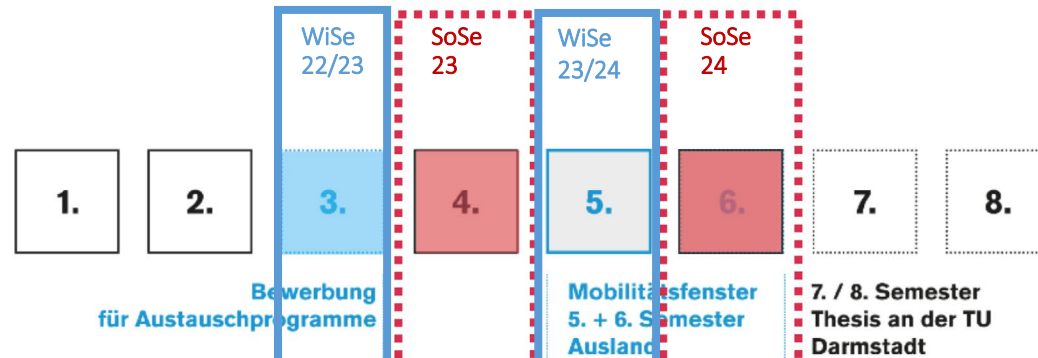 WiSe
22/23
SoSe
23
WiSe
23/24
SoSe
24
1.
2.
3.
4.
5.
6.
7.
8.
Bewerbung
für Austauschprogramme
Mobilitätsfenster
5. + 6. Semester
Ausland
7. / 8. Semester
Thesis an der TU
Darmstadt